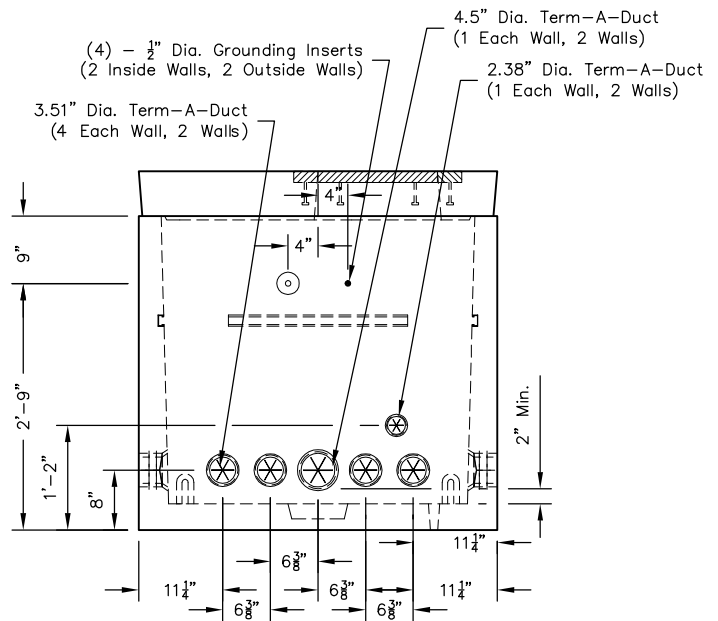 4.5" Dia. Term-A-Duct
(1 Each Wall, 2 Walls)
(4) - ½" Dia. Grounding Inserts
(2 Inside Walls, 2 Outside Walls)
2.38" Dia. Term-A-Duct
(1 Each Wall, 2 Walls)
3.51" Dia. Term-A-Duct
(4 Each Wall, 2 Walls)
4"
4"
9"
2'-9"
1'-2"
8"
2" Min.
11¼"
6⅜"
11¼"
6⅜"
11¼"
6⅜"
6⅜"